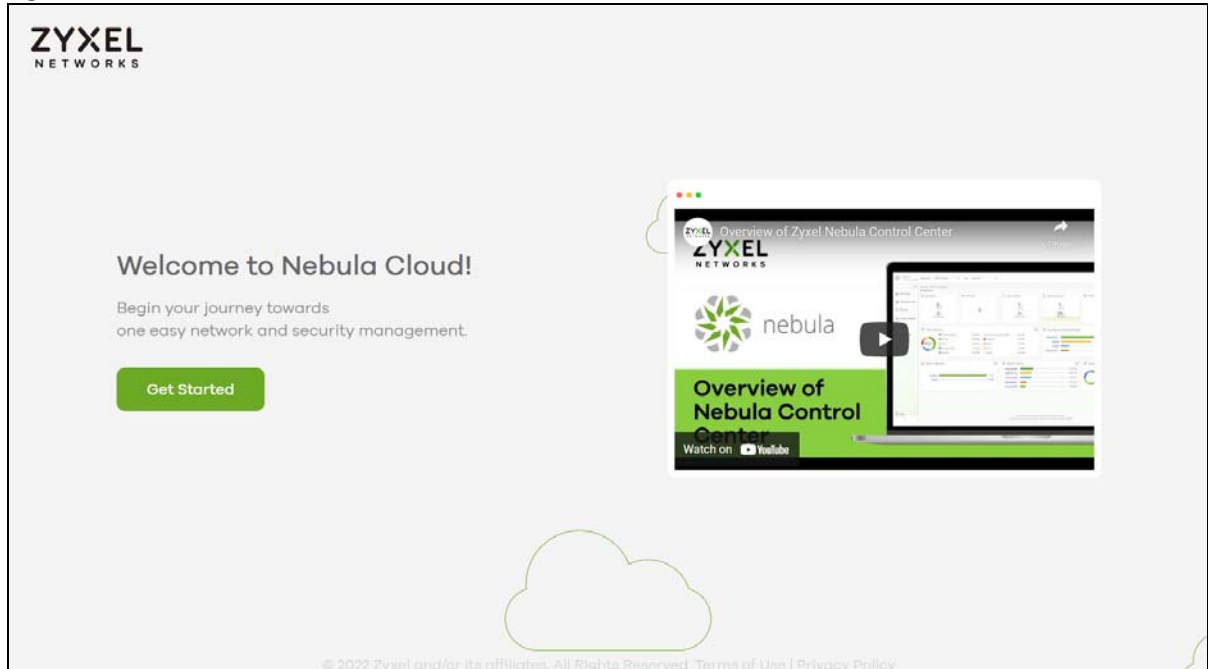 ZYXEL
NETWORKS
Welcome to Nebula Cloud!
Begin your journey towards
one easy network and security management.
Get Started
ZYXEL
Overview of Zyxel Nebula Control Center
Share
ZYXEL
NETWORKS
nebula
Overview of
Nebula Control
Center
Watch on YouTube
© 2022 Zyxel and/or its affiliates. All Rights Reserved. Terms of Use | Privacy Policy